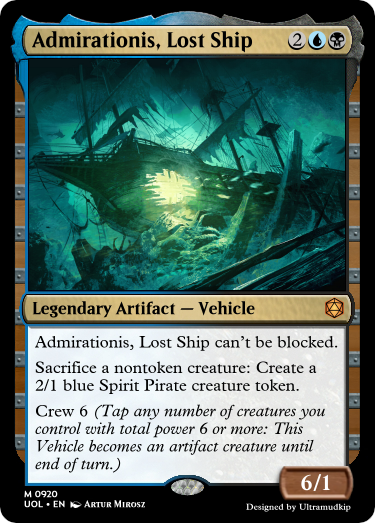 Admirationis, Lost Ship 2
Legendary Artifact — Vehicle
Admirationis, Lost Ship can't be blocked.
Sacrifice a nontoken creature: Create a
2/1 blue Spirit Pirate creature token.
Crew 6 (Tap any number of creatures you
control with total power 6 or more: This
Vehicle becomes an artifact creature until
end of turn.)
6/1
M 0920
UOL • EN Artur Mirosz
Designed by Ultramudkip